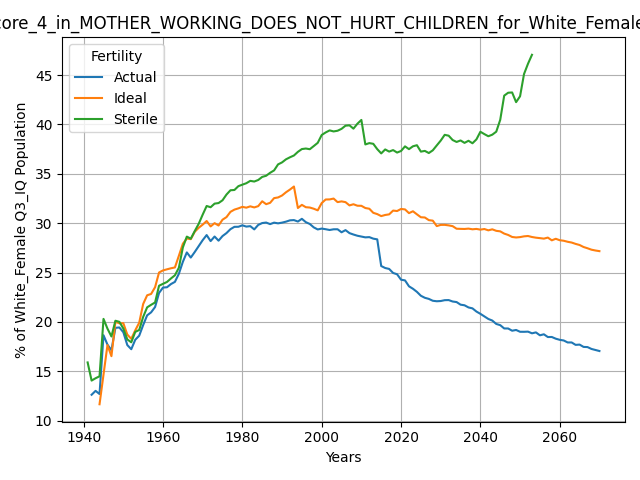 core_4_in_MOTHER_WORKING_DOES_NOT_HURT_CHILDREN_for_White_Female
Fertility
Actual
Ideal
Sterile
% of White_Female Q3_IQ Population
45
40
35
30
25
20
15
10
1940 1960 1980 2000 2020 2040 2060
Years